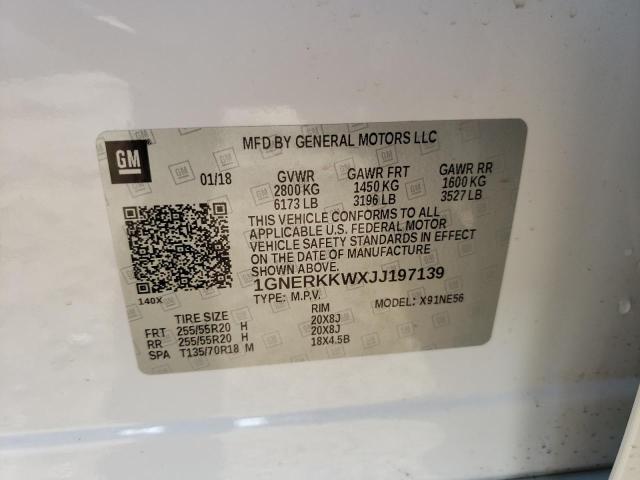 MFD BY GENERAL MOTORS LLC
GM
01/18 GVWR GAWR FRT GAWR RR
2800 KG 1450 KG 1600 KG
6173 LB 3196 LB 3527 LB
THIS VEHICLE CONFORMS TO ALL
APPLICABLE U.S. FEDERAL MOTOR
VEHICLE SAFETY STANDARDS IN EFFECT
ON THE DATE OF MANUFACTURE
SHOWN ABOVE.
1GNERKKWXJJ197139
140X
TYPE: M.P.V. MODEL: X91NE56
TIRE SIZE RIM
FRT 255/55R20 H 20X8J
RR 255/55R20 H 20X8J
SPA T135/70R18 M 18X4.5B